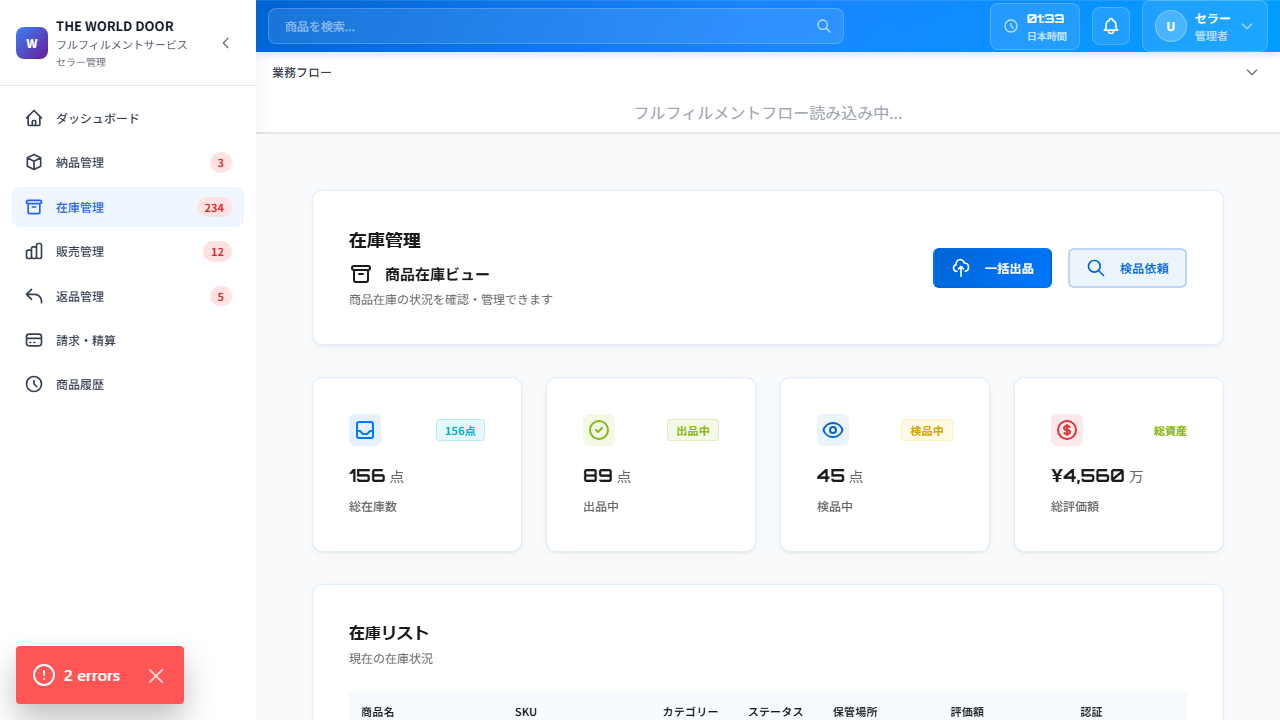 W
THE WORLD DOOR
フルフィルメントサービス
セラー管理
商品を検索...
01:33
日本時間
U
セラー
管理者
業務フロー
フルフィルメントフロー読み込み中...
ダッシュボード
納品管理 3
在庫管理 234
販売管理 12
返品管理 5
請求・精算
商品履歴
在庫管理
商品在庫ビュー
商品在庫の状況を確認・管理できます
一括出品
検品依頼
156点
156 点
総在庫数
出品中
89 点
出品中
検品中
45 点
検品中
総資産
¥4,560 万
総評価額
在庫リスト
現在の在庫状況
商品名 SKU カテゴリー ステータス 保管場所 評価額 認証
2 errors